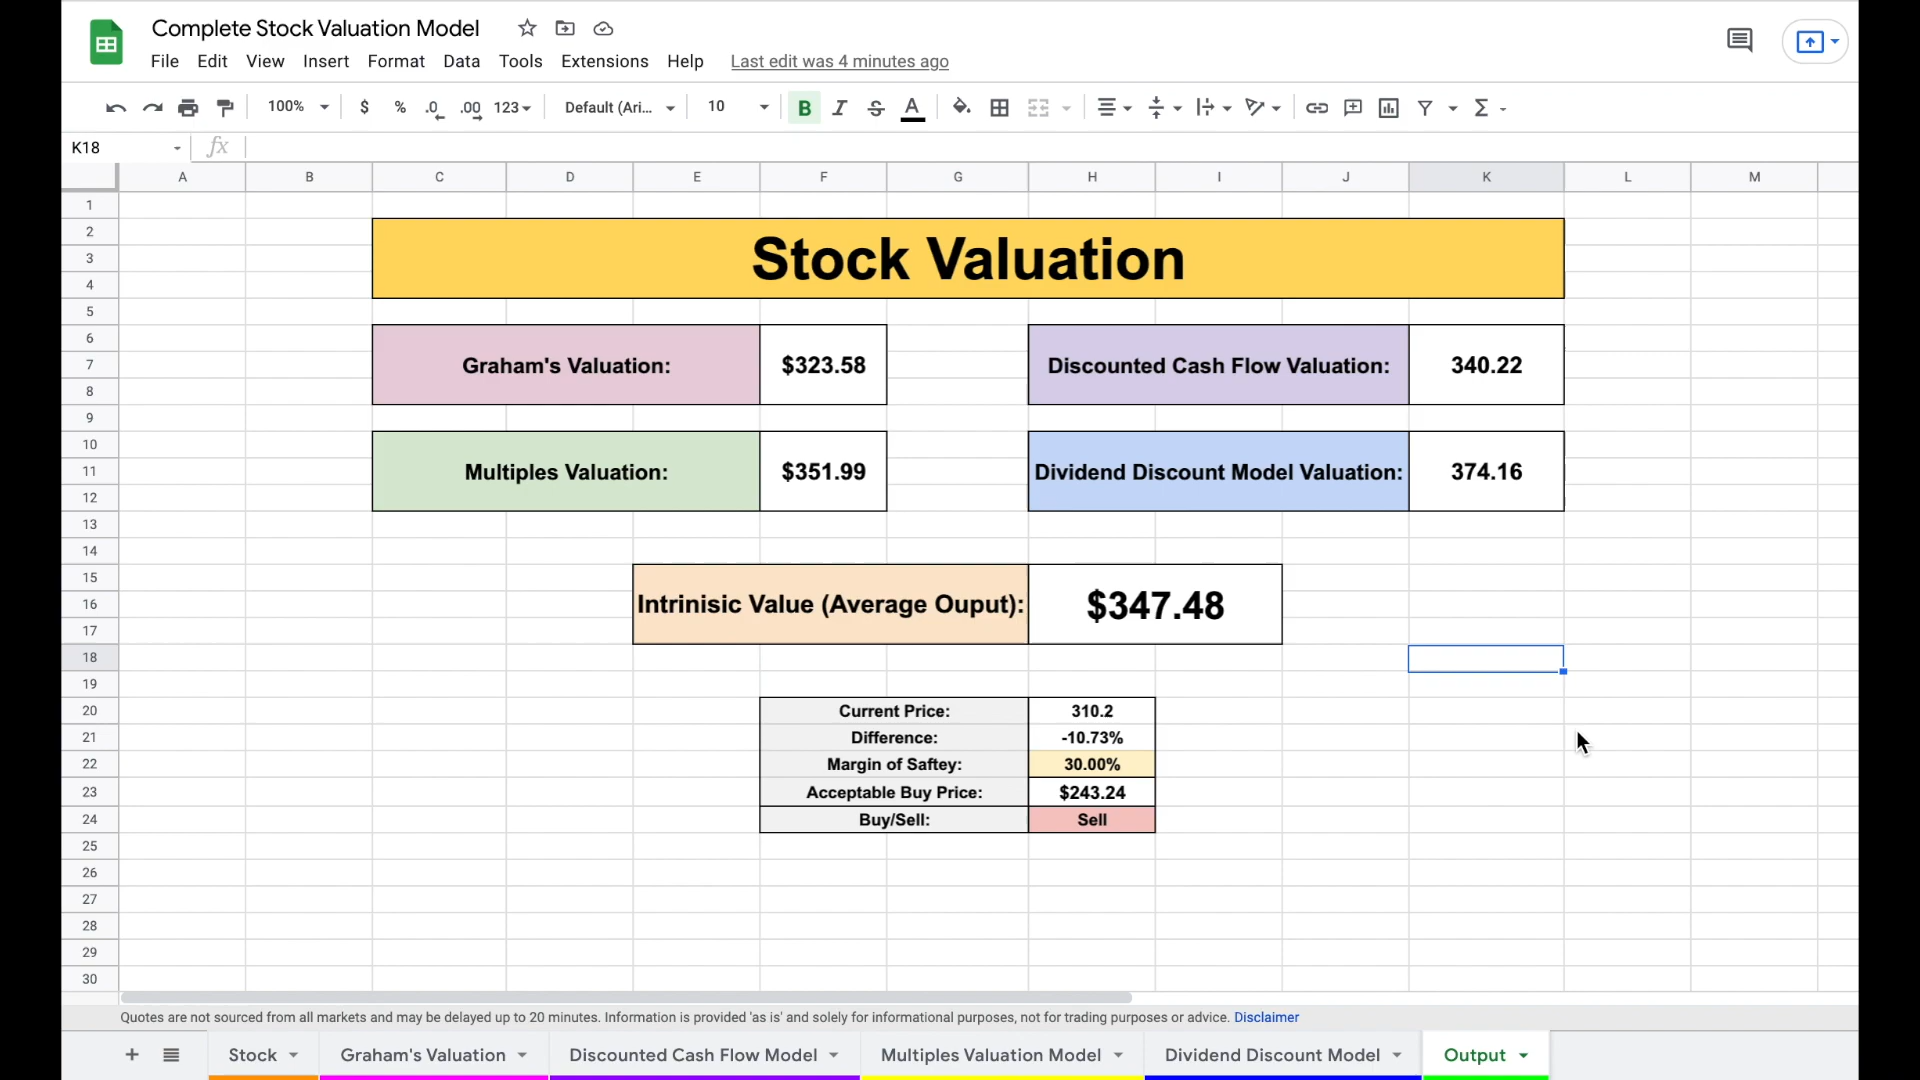 Complete Stock Valuation Model
File Edit View Insert Format Data Tools Extensions Help Last edit was 4 minutes ago
100% $ % .0 .00 123 Default (Ari... 10 B I S A Σ
K18 fx
A B C D E F G H I J K L M
1
2
3
4
5
6
7
8
9
10
11
12
13
14
15
16
17
18
19
20
21
22
23
24
25
26
27
28
29
30
Stock Valuation
Graham's Valuation: $323.58 Discounted Cash Flow Valuation: 340.22
Multiples Valuation: $351.99 Dividend Discount Model Valuation: 374.16
Intrinisic Value (Average Ouput): $347.48
Current Price: 310.2
Difference: -10.73%
Margin of Saftey: 30.00%
Acceptable Buy Price: $243.24
Buy/Sell: Sell
Quotes are not sourced from all markets and may be delayed up to 20 minutes. Information is provided 'as is' and solely for informational purposes, not for trading purposes or advice. Disclaimer
+ Stock Graham's Valuation Discounted Cash Flow Model Multiples Valuation Model Dividend Discount Model Output